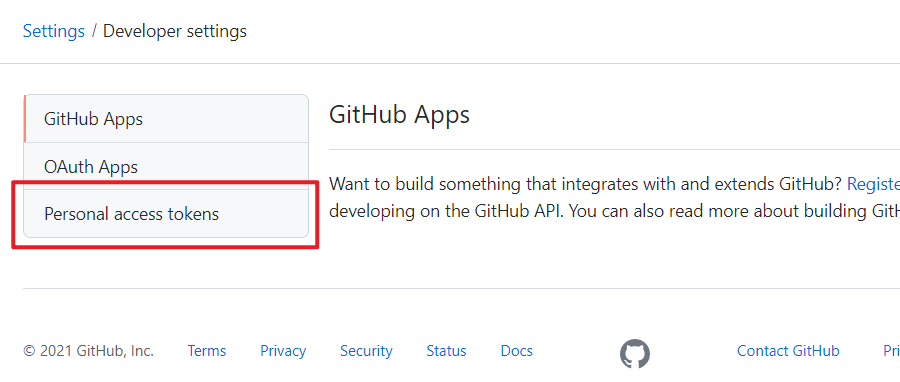 Settings / Developer settings
GitHub Apps
OAuth Apps
Personal access tokens
GitHub Apps
Want to build something that integrates with and extends GitHub? Registe
developing on the GitHub API. You can also read more about building GitH
© 2021 GitHub, Inc. Terms Privacy Security Status Docs Contact GitHub Pri